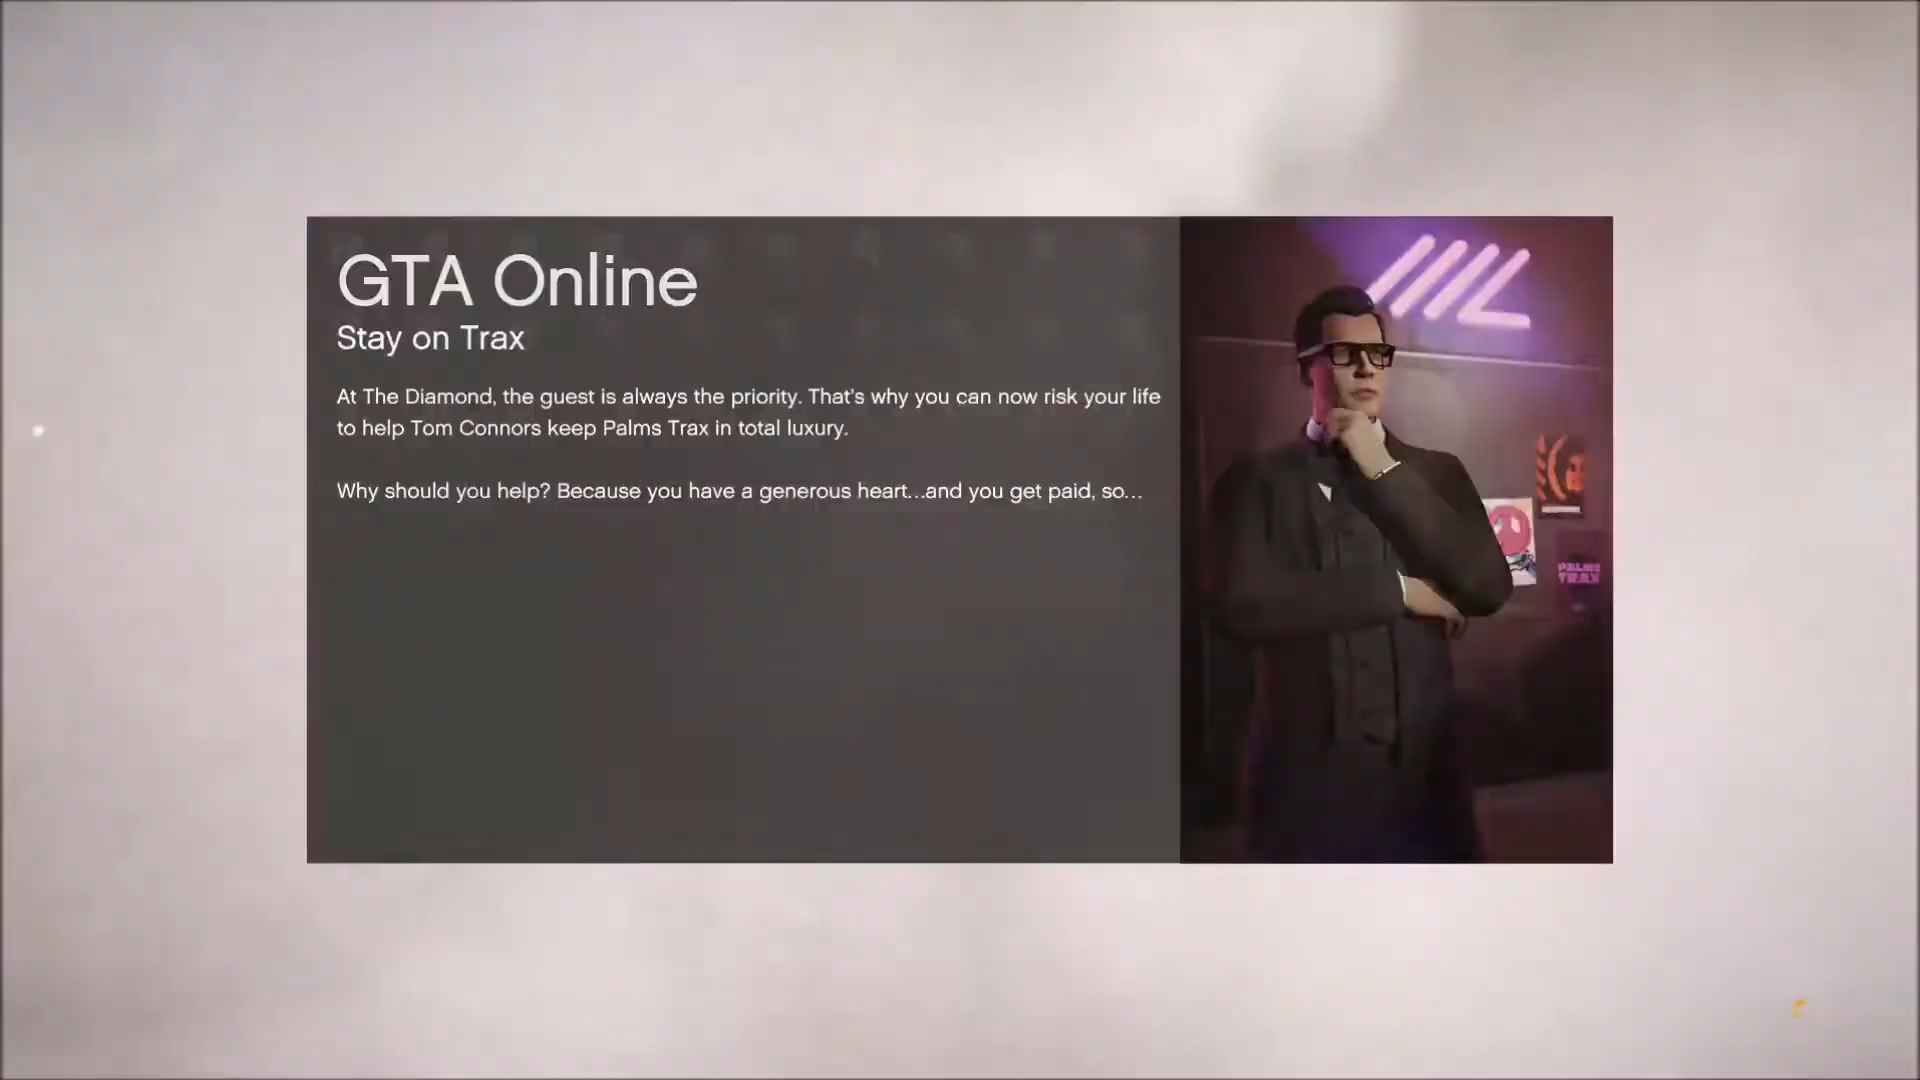 GTA Online
Stay on Trax
At The Diamond, the guest is always the priority. That's why you can now risk your life
to help Tom Connors keep Palms Trax in total luxury.
Why should you help? Because you have a generous heart...and you get paid, so...
PALMS
TRAX